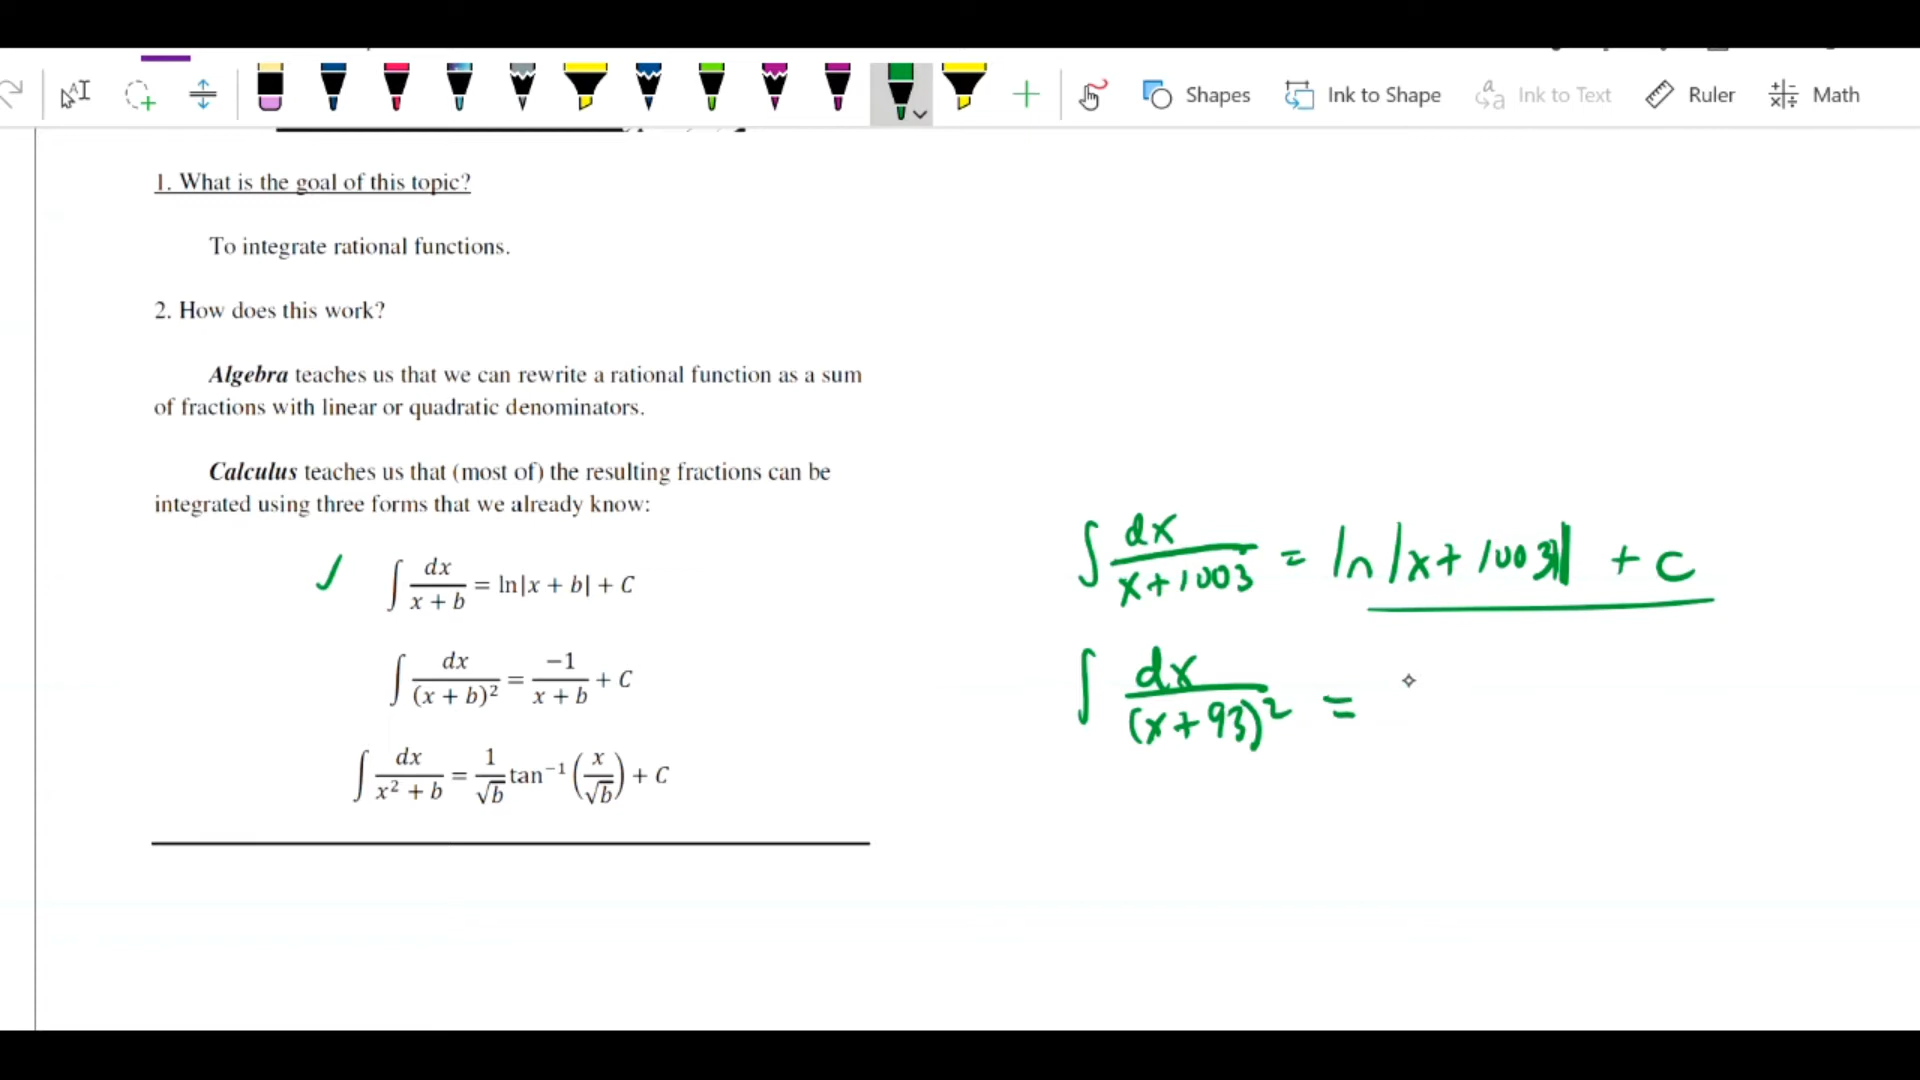 Shapes Ink to Shape Ink to Text Ruler Math
1. What is the goal of this topic?
To integrate rational functions.
2. How does this work?
Algebra teaches us that we can rewrite a rational function as a sum
of fractions with linear or quadratic denominators.
Calculus teaches us that (most of) the resulting fractions can be
integrated using three forms that we already know:
∫ dx/(x + b) = ln|x + b| + C
∫ dx/(x + b)² = −1/(x + b) + C
∫ dx/(x² + b) = 1/√b tan⁻¹(x/√b) + C
∫ dx/(x+1003) = ln|x+1003| + C
∫ dx/(x+93)² =